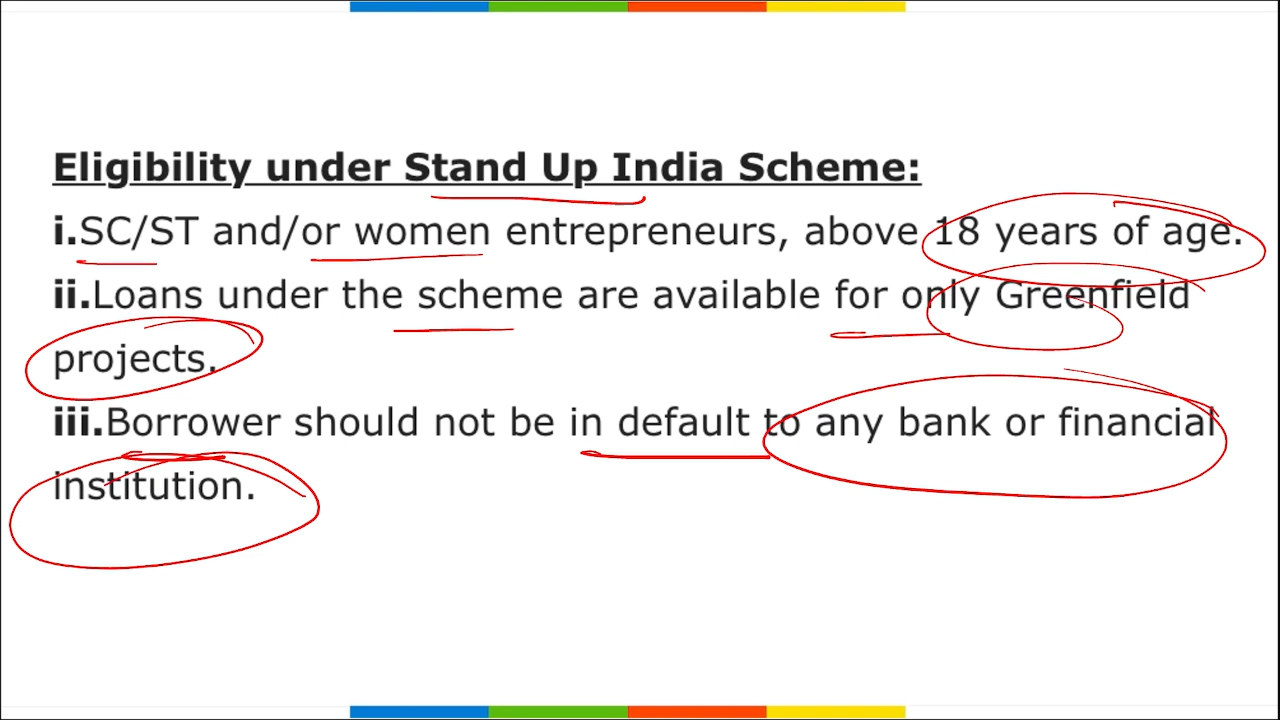 Eligibility under Stand Up India Scheme:
i.SC/ST and/or women entrepreneurs, above 18 years of age.
ii.Loans under the scheme are available for only Greenfield
projects.
iii.Borrower should not be in default to any bank or financial
institution.